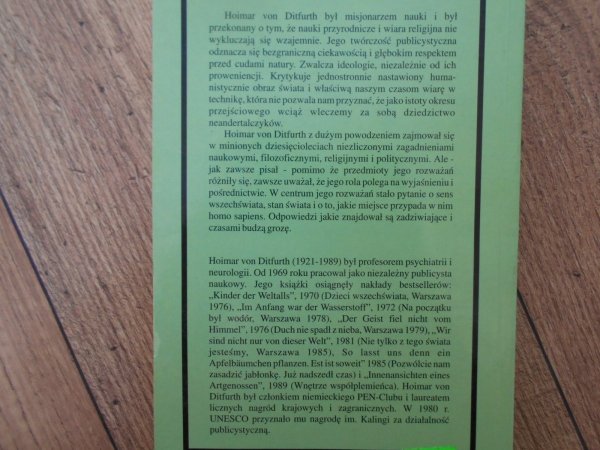 Hoimar von Ditfurth był misjonarzem nauki i był
przekonany o tym, że nauki przyrodnicze i wiara religijna nie
wykluczają się wzajemnie. Jego twórczość publicystyczna
odznacza się bezgraniczną ciekawością i głębokim respektem
przed cudami natury. Zwalcza ideologie, niezależnie od ich
prowieniencji. Krytykuje jednostronnie nastawiony huma-
nistycznie obraz świata i właściwą naszym czasom wiarę w
technikę, która nie pozwala nam przyznać, że jako istoty okresu
przejściowego wciąż wleczemy za sobą dziedzictwo
neandertalczyków.
Hoimar von Ditfurth z dużym powodzeniem zajmował się
w minionych dziesięcioleciach niezliczonymi zagadnieniami
naukowymi, filozoficznymi, religijnymi i politycznymi. Ale -
jak zawsze pisał - pomimo że przedmioty jego rozważań
różniły się, zawsze uważał, że jego rola polega na wyjaśnieniu i
pośrednictwie. W centrum jego rozważań stało pytanie o sens
wszechświata, stan świata i o to, jakie miejsce przypada w nim
homo sapiens. Odpowiedzi jakie znajdował są zadziwiające i
czasami budzą grozę.
Hoimar von Ditfurth (1921-1989) był profesorem psychiatrii i
neurologii. Od 1969 roku pracował jako niezależny publicysta
naukowy. Jego książki osiągnęły nakłady bestsellerów:
„Kinder der Weltalls”, 1970 (Dzieci wszechświata, Warszawa
1976), „Im Anfang war der Wasserstoff”, 1972 (Na początku
był wodór, Warszawa 1978), „Der Geist fiel nicht vom
Himmel”, 1976 (Duch nie spadł z nieba, Warszawa 1979), „Wir
sind nicht nur von dieser Welt”, 1981 (Nie tylko z tego świata
jesteśmy, Warszawa 1985), So lasst uns denn ein
Apfelbäumchen pflanzen. Est ist soweit” 1985 (Pozwólcie nam
zasadzić jabłonkę. Już nadszedł czas) i „Innenansichten eines
Artgenossen”, 1989 (Wnętrze współplemieńca). Hoimar von
Ditfurth był członkiem niemieckiego PEN-Clubu i laureatem
licznych nagród krajowych i zagranicznych. W 1980 r.
UNESCO przyznało mu nagrodę im. Kalingi za działalność
publicystyczną.